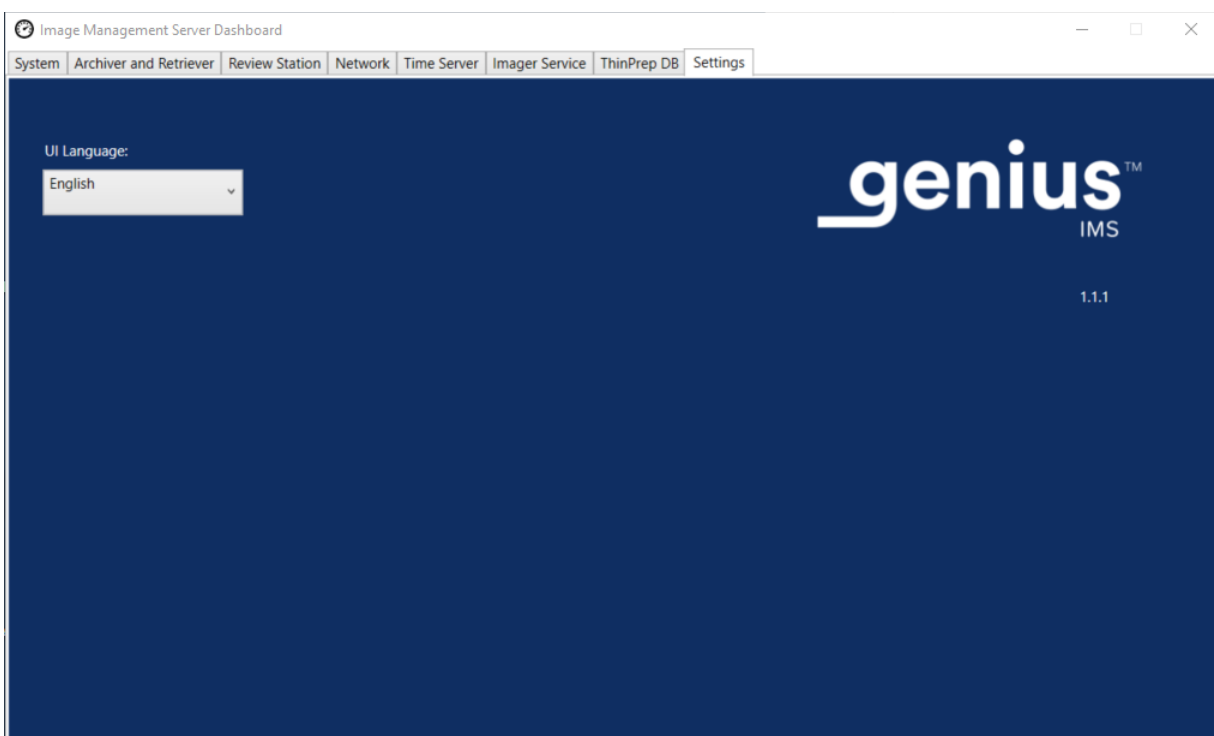 Image Management Server Dashboard
System Archiver and Retriever Review Station Network Time Server Imager Service ThinPrep DB Settings
UI Language:
English
genius™
IMS
1.1.1